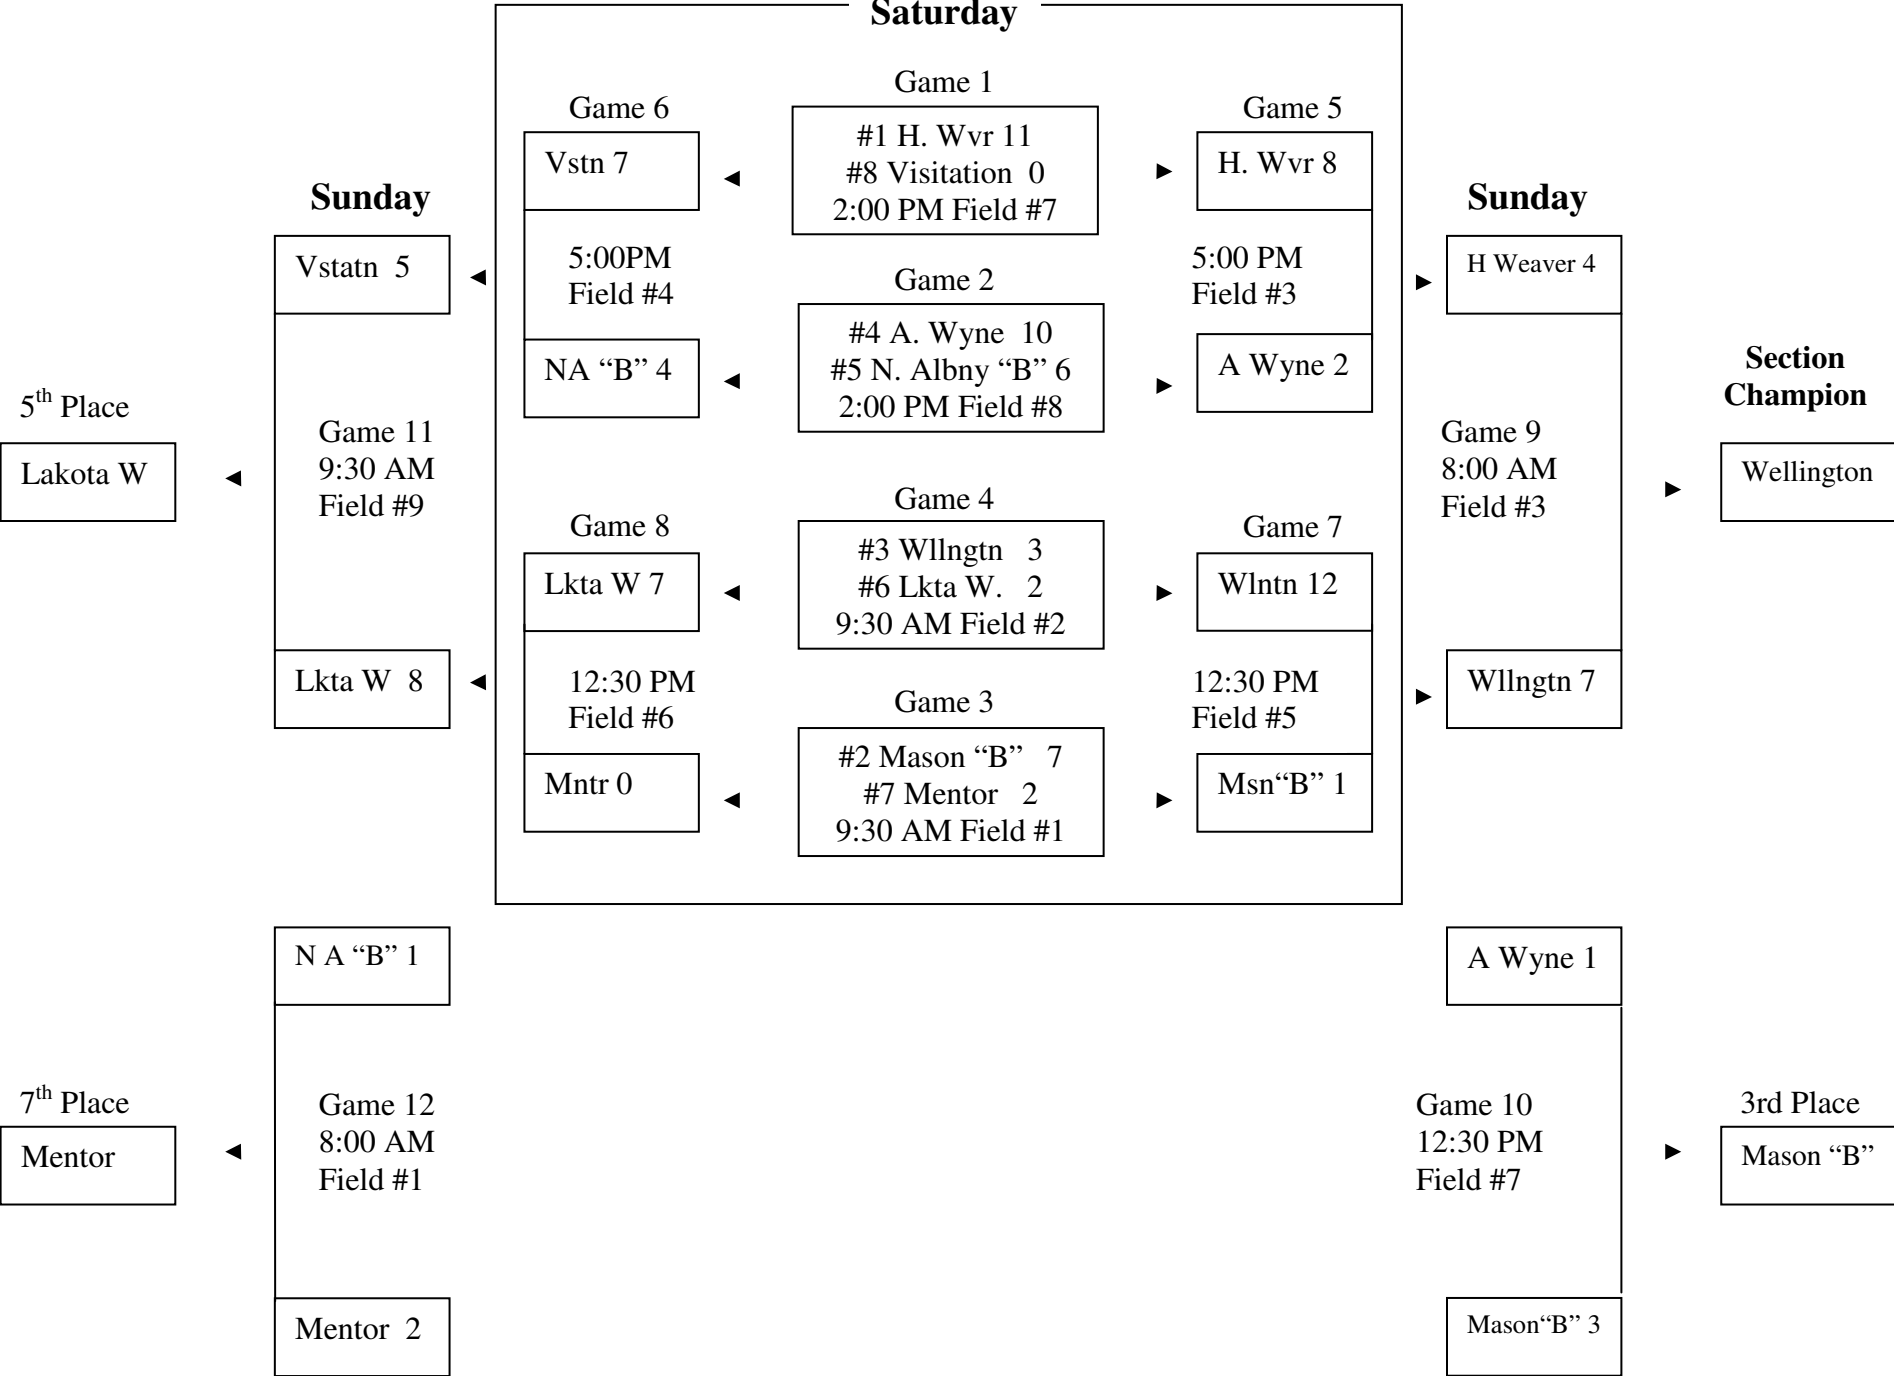 Saturday
Game 1
Game 6
Game 5
#1 H. Wvr 11
#8 Visitation 0
2:00 PM Field #7
Vstn 7
H. Wvr 8
Sunday
Sunday
Vstatn 5
5:00PM
Field #4
Game 2
5:00 PM
Field #3
H Weaver 4
#4 A. Wyne 10
#5 N. Albny “B” 6
2:00 PM Field #8
NA “B” 4
A Wyne 2
Section
Champion
5th Place
Lakota W
Game 11
9:30 AM
Field #9
Game 9
8:00 AM
Field #3
Wellington
Game 4
Game 8
Game 7
#3 Wllngtn 3
#6 Lkta W. 2
9:30 AM Field #2
Lkta W 7
Wlntn 12
Lkta W 8
12:30 PM
Field #6
Game 3
12:30 PM
Field #5
Wllngtn 7
#2 Mason “B” 7
#7 Mentor 2
9:30 AM Field #1
Mntr 0
Msn“B” 1
N A “B” 1
A Wyne 1
7th Place
Mentor
Game 12
8:00 AM
Field #1
Game 10
12:30 PM
Field #7
3rd Place
Mason “B”
Mentor 2
Mason“B” 3